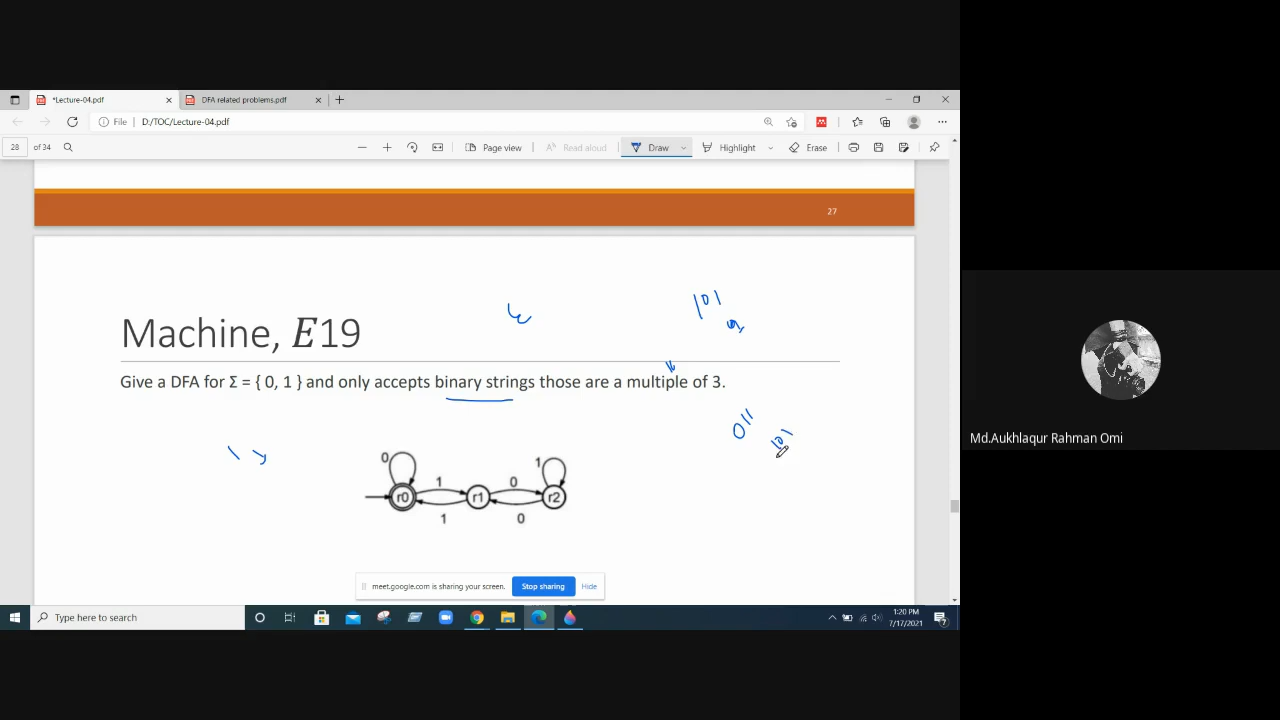 *Lecture-04.pdf
DFA related problems.pdf
File D:/TOC/Lecture-04.pdf
28 of 34
Page view
Read aloud
Draw
Highlight
Erase
27
101
Machine, E19
Give a DFA for Σ = { 0, 1 } and only accepts binary strings those are a multiple of 3.
011
101
0 1
1 0
r0 r1 r2
1 0
meet.google.com is sharing your screen. Stop sharing Hide
Md.Aukhlaqur Rahman Omi
Type here to search
1:20 PM
7/17/2021